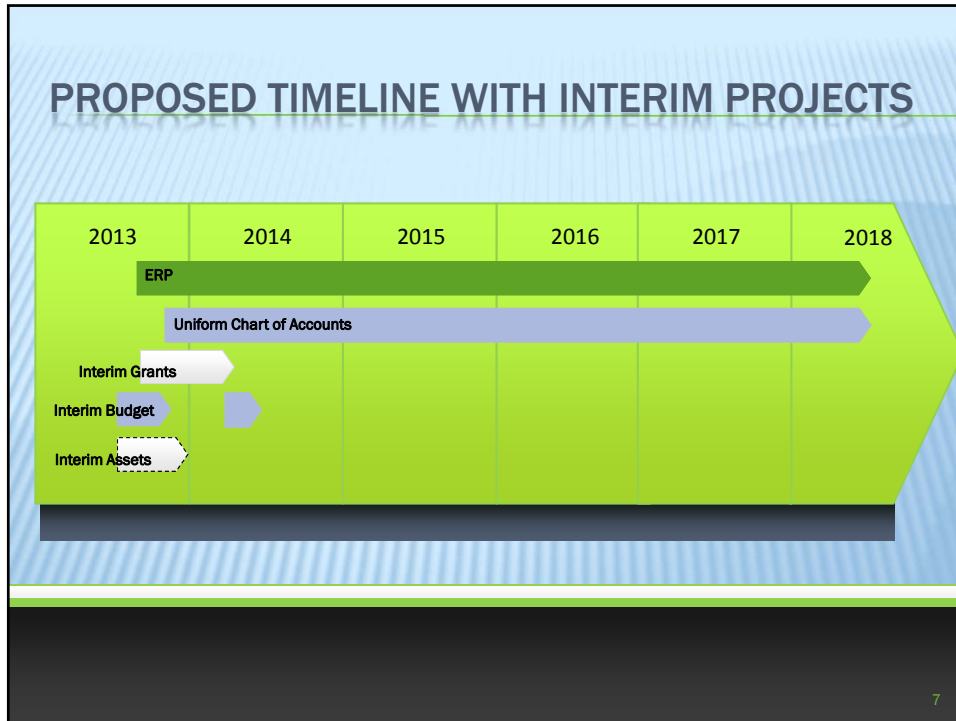 PROPOSED TIMELINE WITH INTERIM PROJECTS
2013 2014 2015 2016 2017 2018
ERP
Uniform Chart of Accounts
Interim Grants
Interim Budget
Interim Assets
7